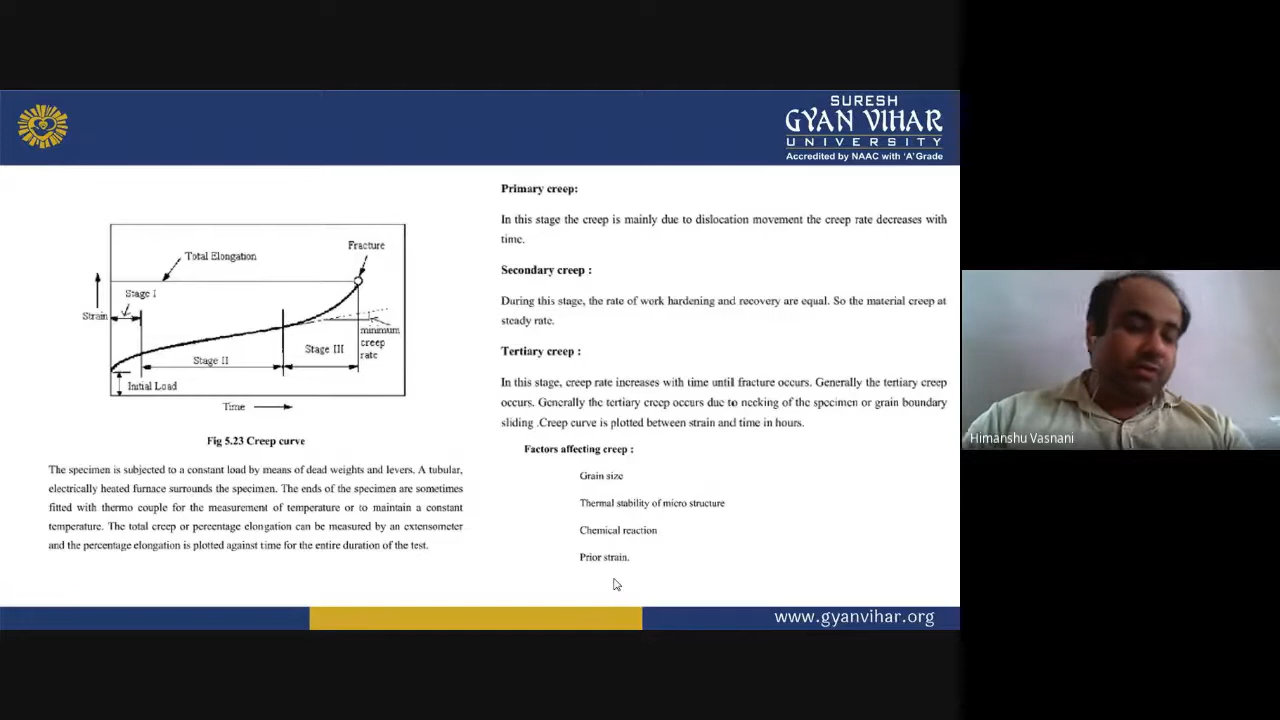 SURESH
GYAN VIHAR
UNIVERSITY
Accredited by NAAC with 'A' Grade
Fracture
Total Elongation
Stage I
Strain
minimum
creep
rate
Stage III
Stage II
Initial Load
Time
Fig 5.23 Creep curve
The specimen is subjected to a constant load by means of dead weights and levers. A tubular,
electrically heated furnace surrounds the specimen. The ends of the specimen are sometimes
fitted with thermo couple for the measurement of temperature or to maintain a constant
temperature. The total creep or percentage elongation can be measured by an extensometer
and the percentage elongation is plotted against time for the entire duration of the test.
Primary creep:
In this stage the creep is mainly due to dislocation movement the creep rate decreases with
time.
Secondary creep :
During this stage, the rate of work hardening and recovery are equal. So the material creep at
steady rate.
Tertiary creep :
In this stage, creep rate increases with time until fracture occurs. Generally the tertiary creep
occurs. Generally the tertiary creep occurs due to necking of the specimen or grain boundary
sliding .Creep curve is plotted between strain and time in hours.
Factors affecting creep :
Grain size
Thermal stability of micro structure
Chemical reaction
Prior strain.
www.gyanvihar.org
Himanshu Vasnani